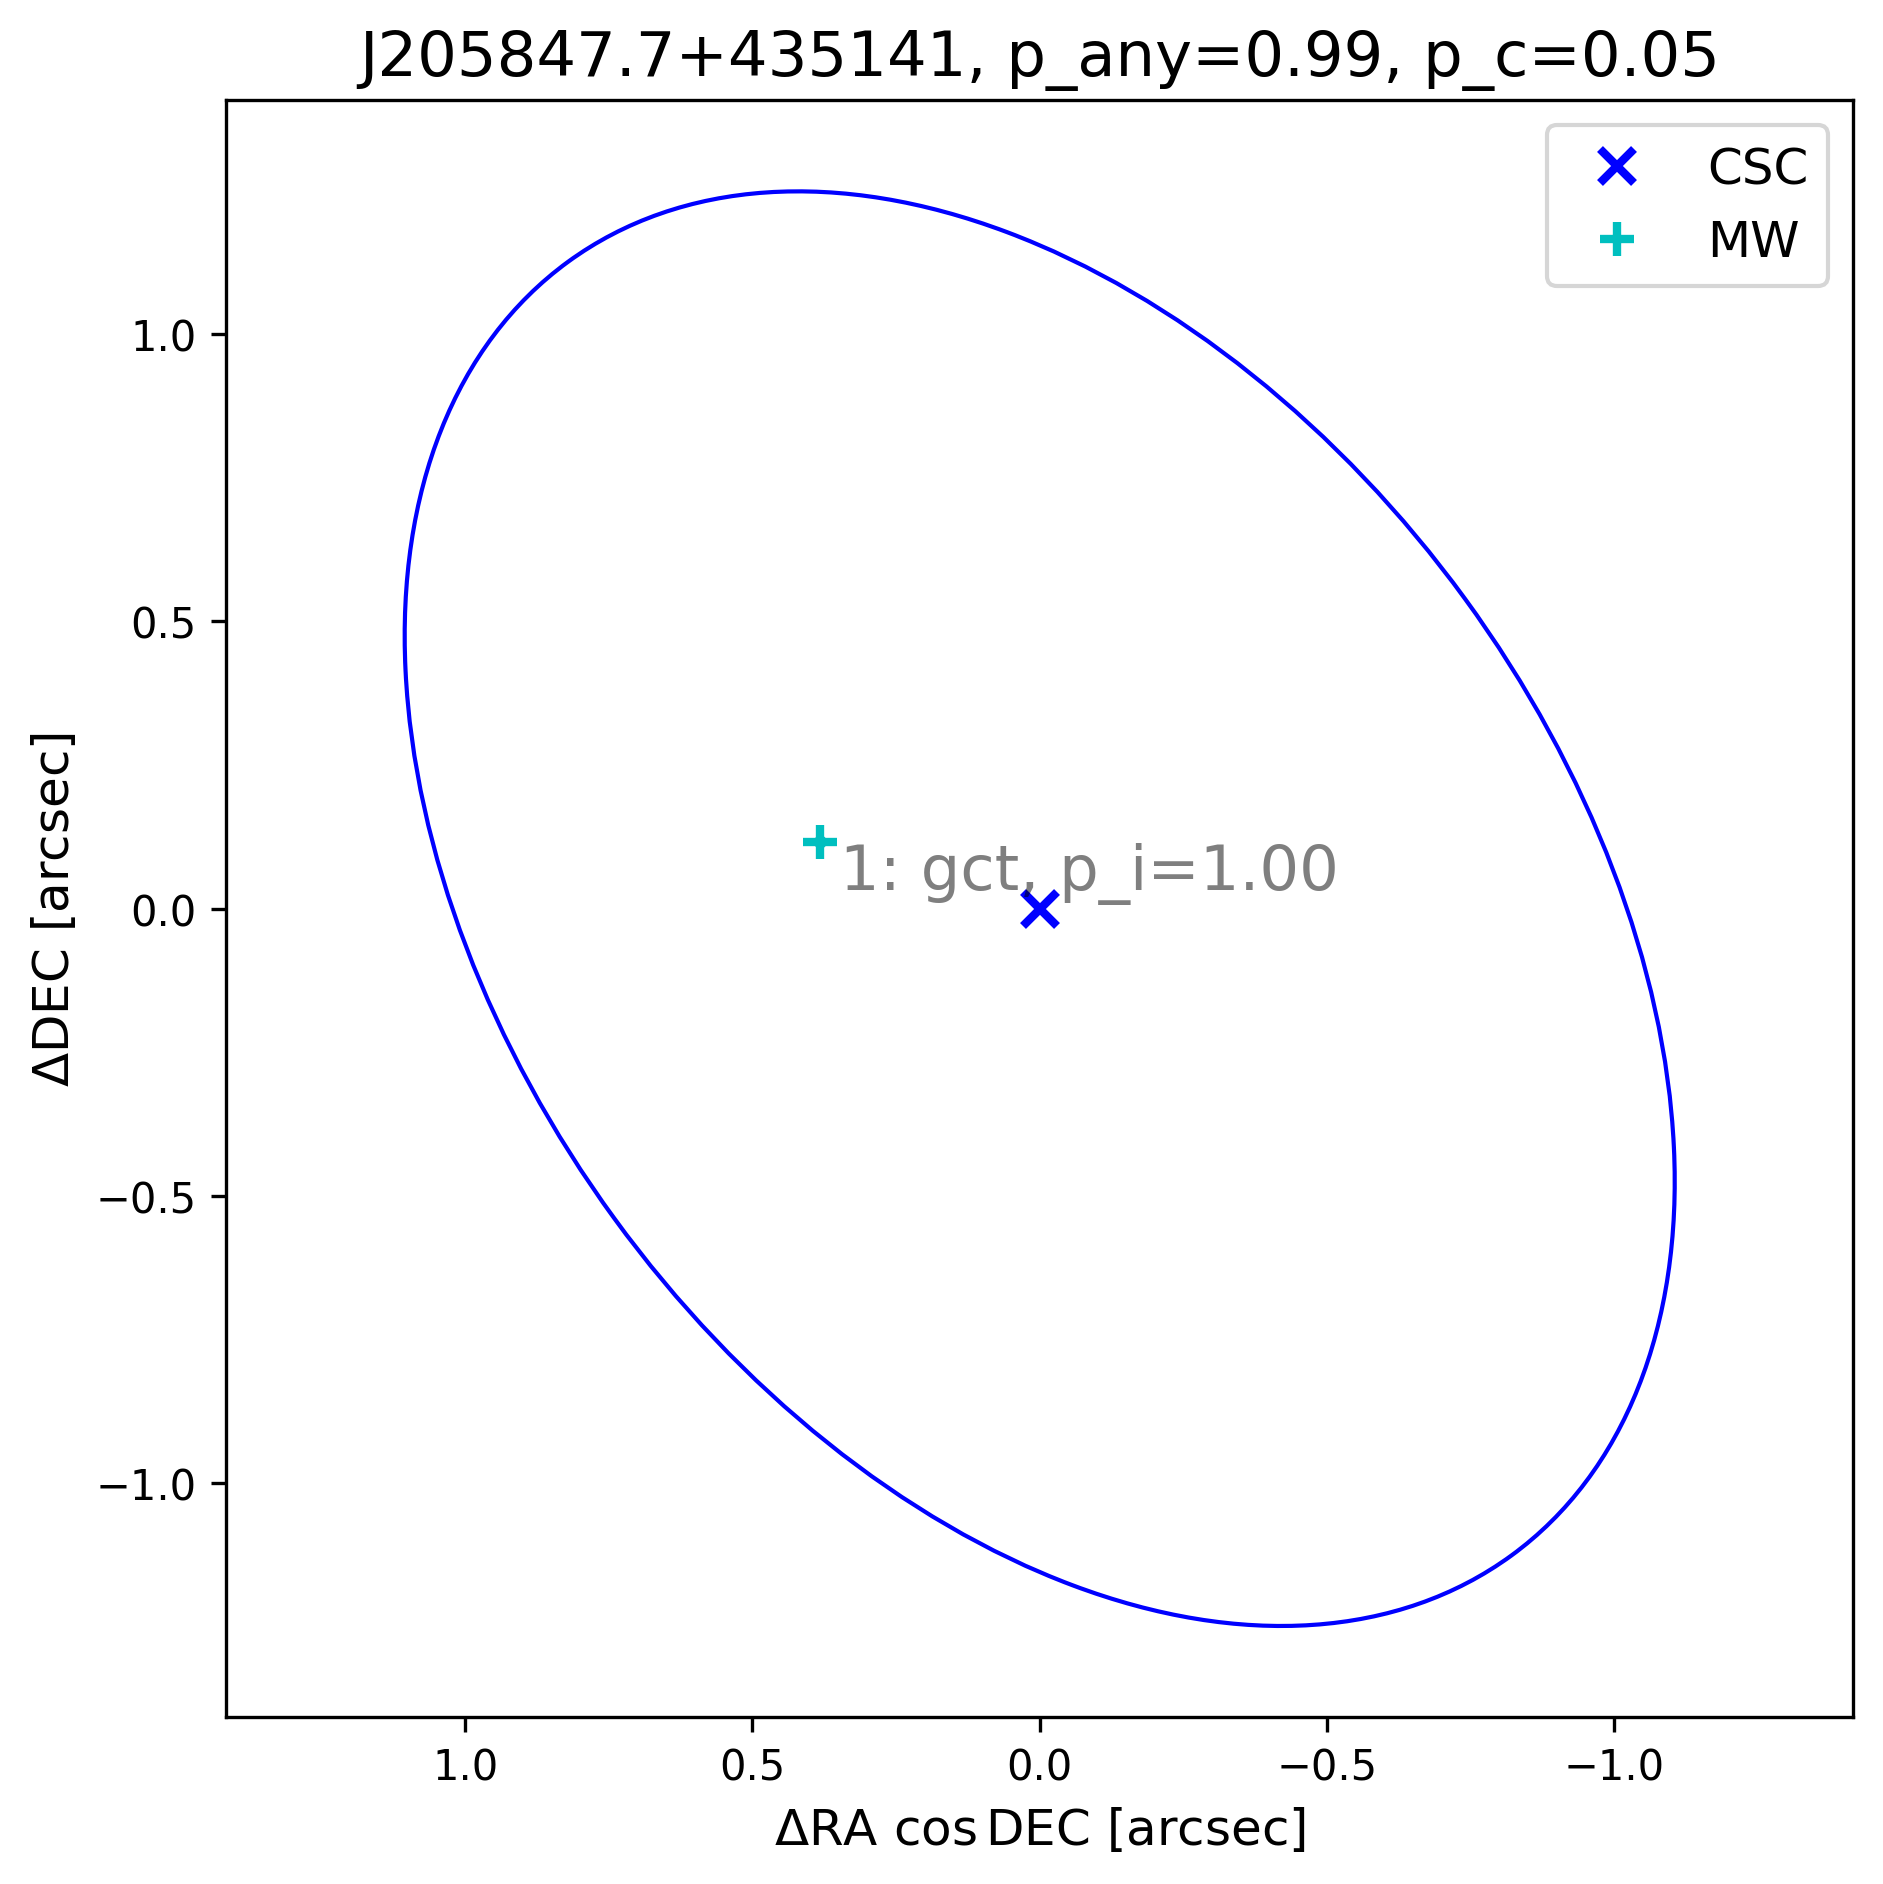 J205847.7+435141, p_any=0.99, p_c=0.05
CSC
MW
1.0
0.5
0.0
−0.5
−1.0
ΔDEC [arcsec]
1: gct, p_i=1.00
1.0
0.5
0.0
−0.5
−1.0
ΔRA cos DEC [arcsec]